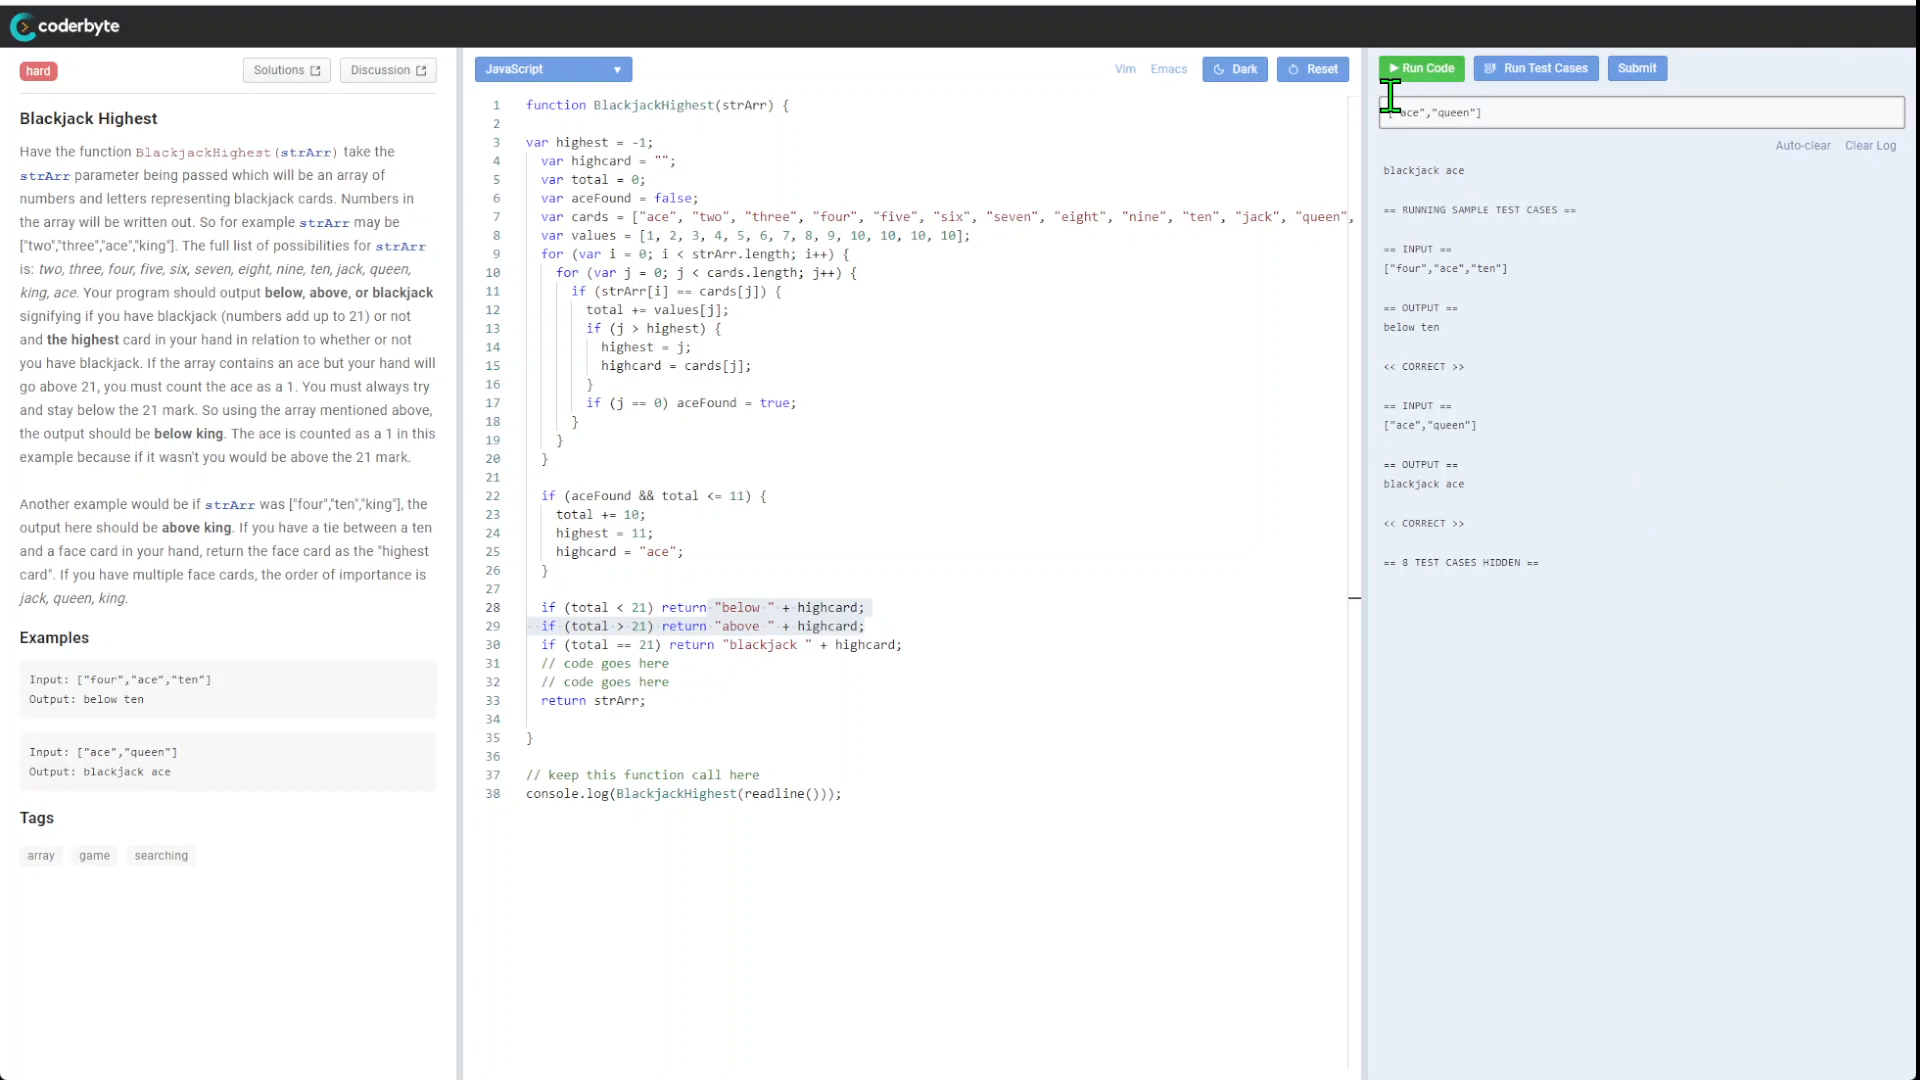 coderbyte
hard
Solutions
Discussion
Blackjack Highest
Have the function BlackjackHighest(strArr) take the
strArr parameter being passed which will be an array of
numbers and letters representing blackjack cards. Numbers in
the array will be written out. So for example strArr may be
["two","three","ace","king"]. The full list of possibilities for strArr
is: two, three, four, five, six, seven, eight, nine, ten, jack, queen,
king, ace. Your program should output below, above, or blackjack
signifying if you have blackjack (numbers add up to 21) or not
and the highest card in your hand in relation to whether or not
you have blackjack. If the array contains an ace but your hand will
go above 21, you must count the ace as a 1. You must always try
and stay below the 21 mark. So using the array mentioned above,
the output should be below king. The ace is counted as a 1 in this
example because if it wasn't you would be above the 21 mark.
Another example would be if strArr was ["four","ten","king"], the
output here should be above king. If you have a tie between a ten
and a face card in your hand, return the face card as the "highest
card". If you have multiple face cards, the order of importance is
jack, queen, king.
Examples
Input: ["four","ace","ten"]
Output: below ten
Input: ["ace","queen"]
Output: blackjack ace
Tags
array game searching
JavaScript
Vim
Emacs
Dark
Reset
1 function BlackjackHighest(strArr) {
2
3 var highest = -1;
4 var highcard = "";
5 var total = 0;
6 var aceFound = false;
7 var cards = ["ace", "two", "three", "four", "five", "six", "seven", "eight", "nine", "ten", "jack", "queen",
8 var values = [1, 2, 3, 4, 5, 6, 7, 8, 9, 10, 10, 10, 10];
9 for (var i = 0; i < strArr.length; i++) {
10 for (var j = 0; j < cards.length; j++) {
11 if (strArr[i] == cards[j]) {
12 total += values[j];
13 if (j > highest) {
14 highest = j;
15 highcard = cards[j];
16 }
17 if (j == 0) aceFound = true;
18 }
19 }
20 }
21
22 if (aceFound && total <= 11) {
23 total += 10;
24 highest = 11;
25 highcard = "ace";
26 }
27
28 if (total < 21) return "below " + highcard;
29 if (total > 21) return "above " + highcard;
30 if (total == 21) return "blackjack " + highcard;
31 // code goes here
32 // code goes here
33 return strArr;
34
35 }
36
37 // keep this function call here
38 console.log(BlackjackHighest(readline()));
Run Code
Run Test Cases
Submit
["ace","queen"]
Auto-clear Clear Log
blackjack ace
== RUNNING SAMPLE TEST CASES ==
== INPUT ==
["four","ace","ten"]
== OUTPUT ==
below ten
<< CORRECT >>
== INPUT ==
["ace","queen"]
== OUTPUT ==
blackjack ace
<< CORRECT >>
== 8 TEST CASES HIDDEN ==